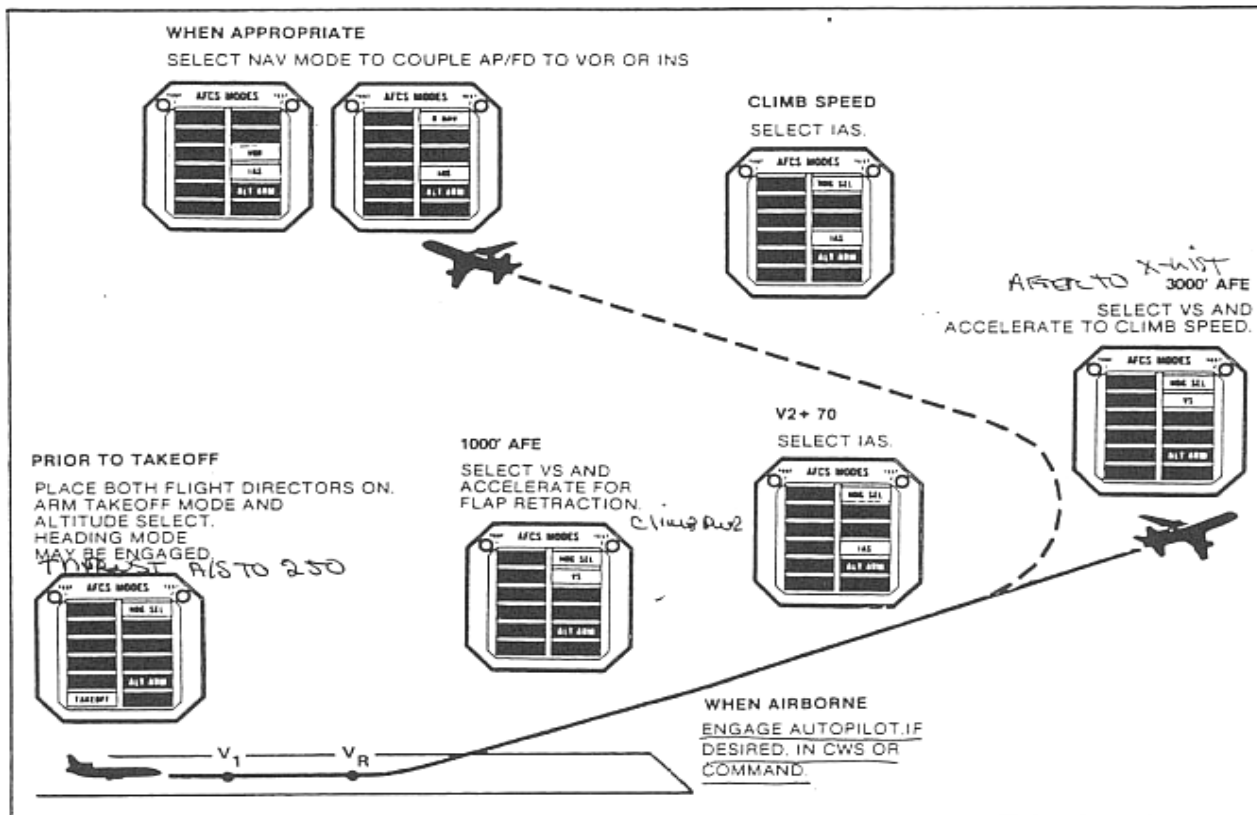 WHEN APPROPRIATE
SELECT NAV MODE TO COUPLE AP/FD TO VOR OR INS
AFCS MODES
VOR
IAS
ALT ARM
AFCS MODES
IAS
ALT ARM
CLIMB SPEED
SELECT IAS.
AFCS MODES
HDG SEL
IAS
ALT ARM
AFTER TO
3000' AFE
SELECT VS AND
ACCELERATE TO CLIMB SPEED.
AFCS MODES
HDG SEL
VS
ALT ARM
V2+ 70
SELECT IAS.
AFCS MODES
HDG SEL
IAS
ALT ARM
1000' AFE
SELECT VS AND
ACCELERATE FOR
FLAP RETRACTION.
AFCS MODES
HDG SEL
VS
ALT ARM
PRIOR TO TAKEOFF
PLACE BOTH FLIGHT DIRECTORS ON.
ARM TAKEOFF MODE AND
ALTITUDE SELECT.
HEADING MODE
MAY BE ENGAGED.
A/S TO 250
AFCS MODES
HDG SEL
ALT ARM
TAKEOFF
WHEN AIRBORNE
ENGAGE AUTOPILOT.IF
DESIRED, IN CWS OR
COMMAND.
V1
VR